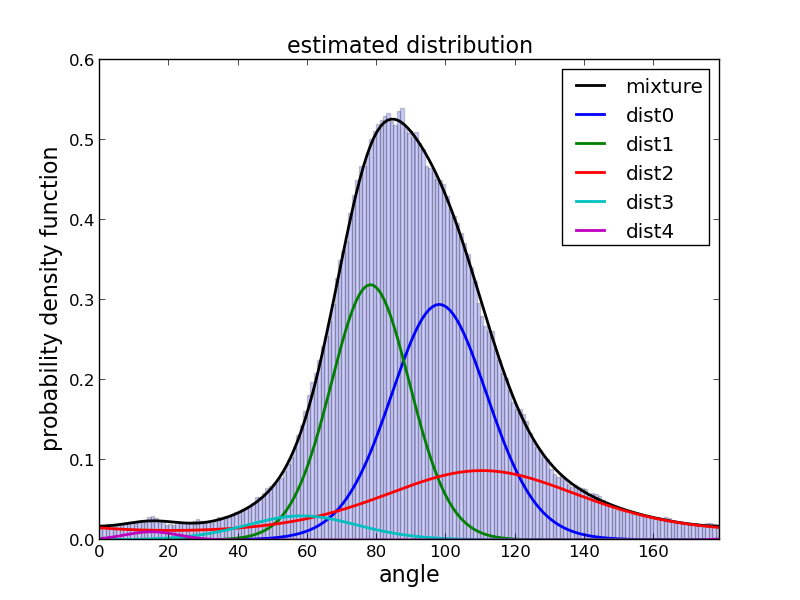 estimated distribution
probability density function
0.6
0.5
0.4
0.3
0.2
0.1
0.0
mixture
dist0
dist1
dist2
dist3
dist4
0 20 40 60 80 100 120 140 160
angle